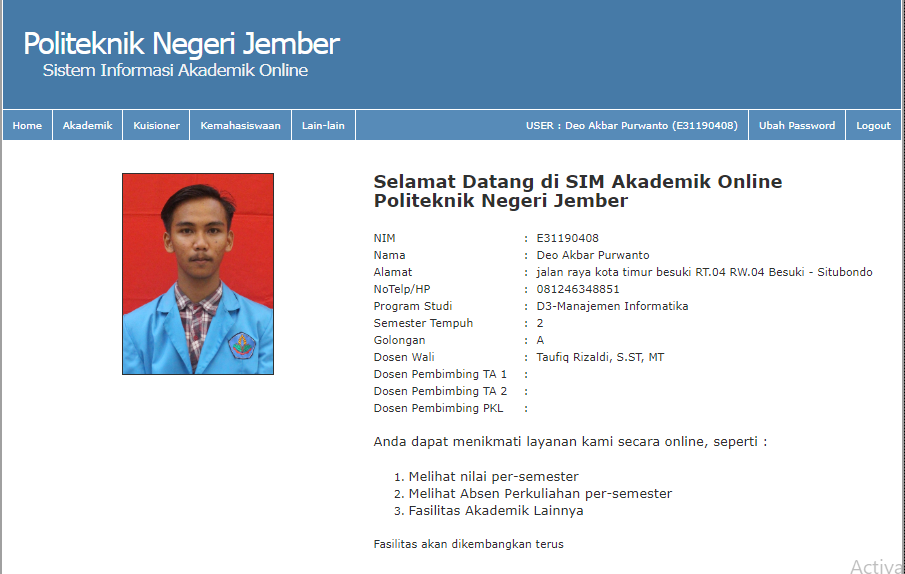 Politeknik Negeri Jember
Sistem Informasi Akademik Online
Home Akademik Kuisioner Kemahasiswaan Lain-lain USER : Deo Akbar Purwanto (E31190408) Ubah Password Logout
Selamat Datang di SIM Akademik Online
Politeknik Negeri Jember
NIM : E31190408
Nama : Deo Akbar Purwanto
Alamat : jalan raya kota timur besuki RT.04 RW.04 Besuki - Situbondo
NoTelp/HP : 081246348851
Program Studi : D3-Manajemen Informatika
Semester Tempuh : 2
Golongan : A
Dosen Wali : Taufiq Rizaldi, S.ST, MT
Dosen Pembimbing TA 1 :
Dosen Pembimbing TA 2 :
Dosen Pembimbing PKL :
Anda dapat menikmati layanan kami secara online, seperti :
1. Melihat nilai per-semester
2. Melihat Absen Perkuliahan per-semester
3. Fasilitas Akademik Lainnya
Fasilitas akan dikembangkan terus
Activa